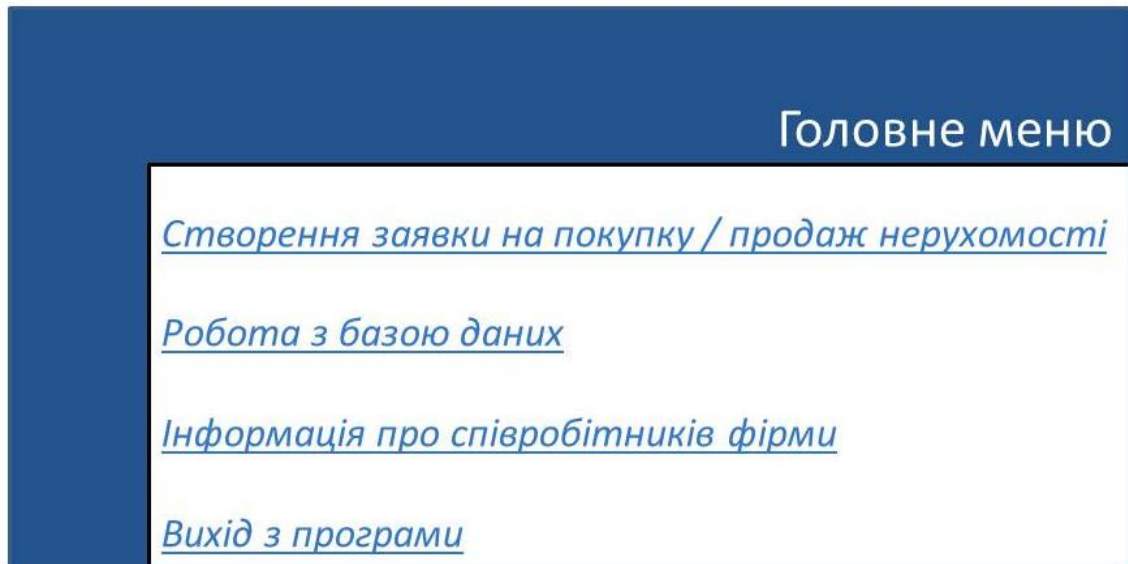 Головне меню
Створення заявки на покупку / продаж нерухомості
Робота з базою даних
Інформація про співробітників фірми
Вихід з програми